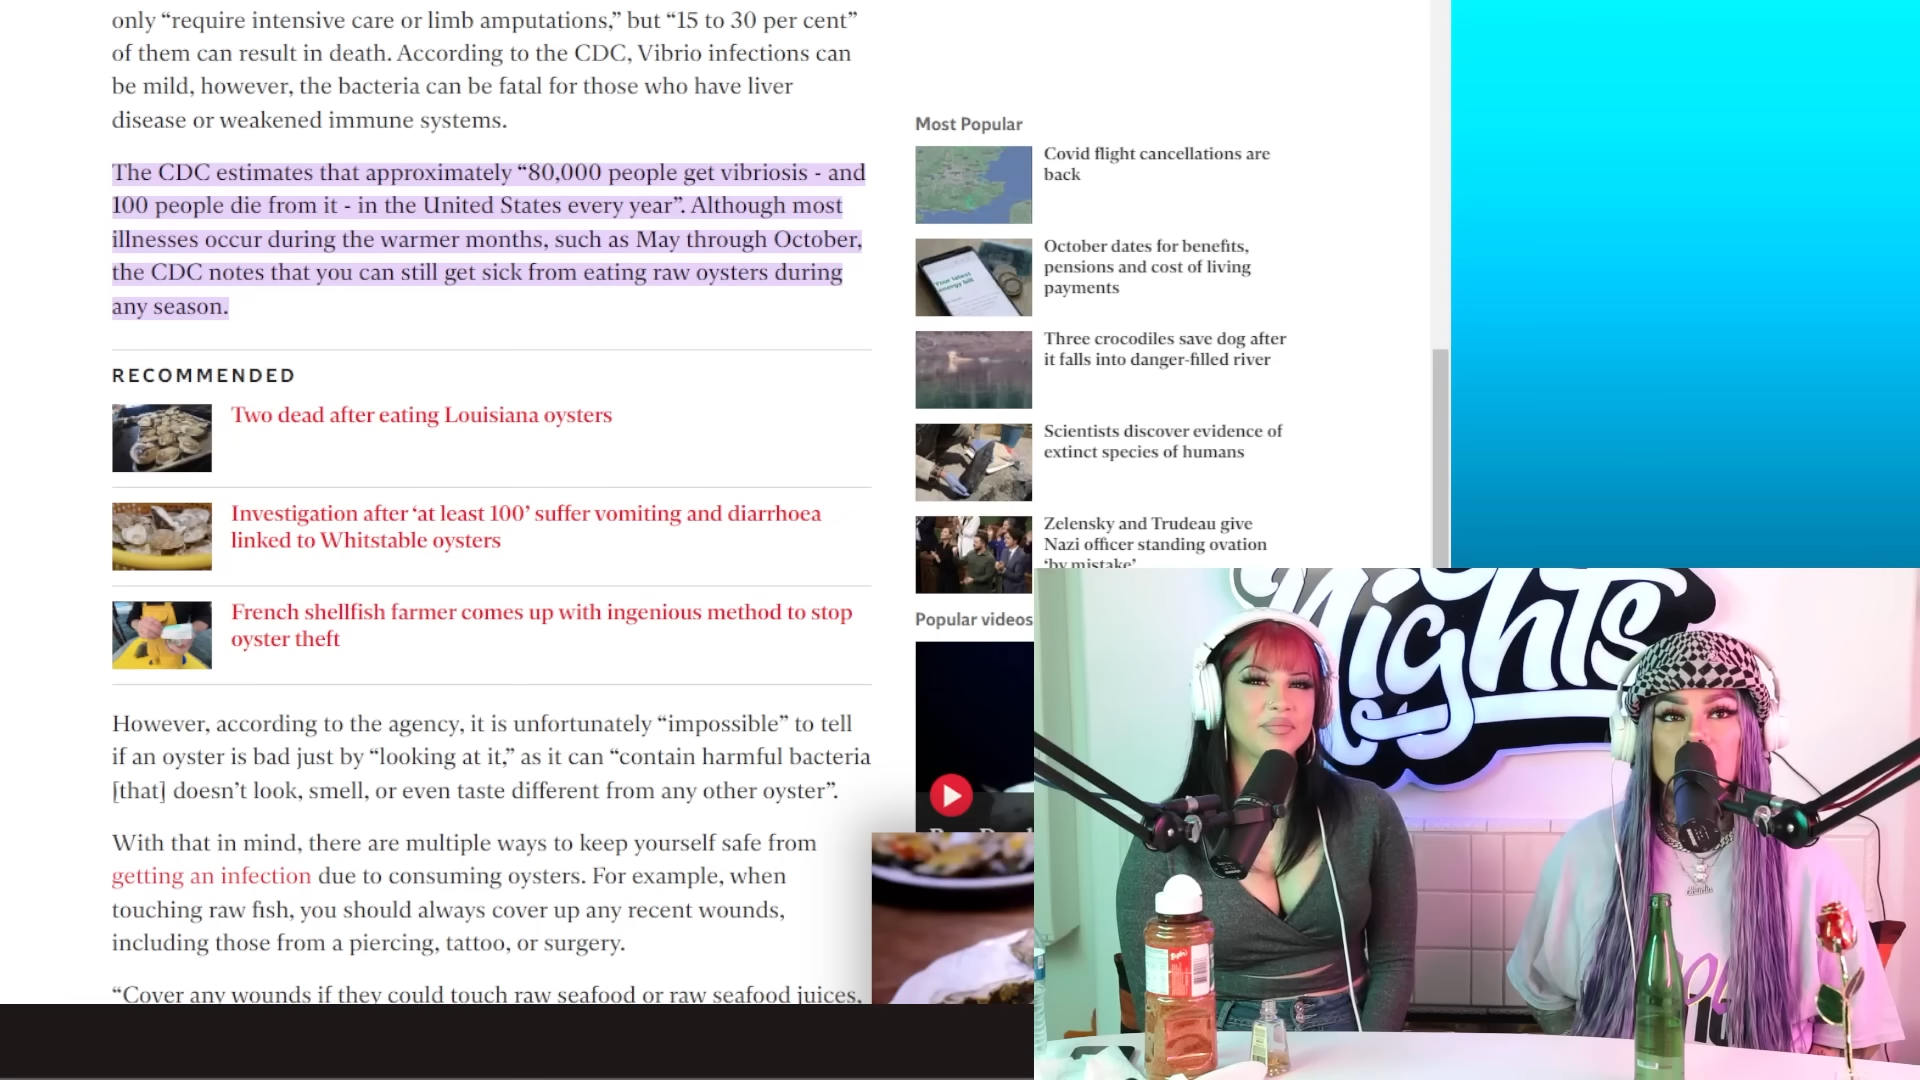 only “require intensive care or limb amputations,” but “15 to 30 per cent”
of them can result in death. According to the CDC, Vibrio infections can
be mild, however, the bacteria can be fatal for those who have liver
disease or weakened immune systems.
The CDC estimates that approximately “80,000 people get vibriosis - and
100 people die from it - in the United States every year”. Although most
illnesses occur during the warmer months, such as May through October,
the CDC notes that you can still get sick from eating raw oysters during
any season.
RECOMMENDED
Two dead after eating Louisiana oysters
Investigation after ‘at least 100’ suffer vomiting and diarrhoea
linked to Whitstable oysters
French shellfish farmer comes up with ingenious method to stop
oyster theft
However, according to the agency, it is unfortunately “impossible” to tell
if an oyster is bad just by “looking at it,” as it can “contain harmful bacteria
[that] doesn’t look, smell, or even taste different from any other oyster”.
With that in mind, there are multiple ways to keep yourself safe from
getting an infection due to consuming oysters. For example, when
touching raw fish, you should always cover up any recent wounds,
including those from a piercing, tattoo, or surgery.
“Cover any wounds if they could touch raw seafood or raw seafood juices,
Most Popular
Covid flight cancellations are
back
Your latest
energy bill
October dates for benefits,
pensions and cost of living
payments
Three crocodiles save dog after
it falls into danger-filled river
Scientists discover evidence of
extinct species of humans
Zelensky and Trudeau give
Nazi officer standing ovation
‘by mistake’
Popular videos
Nights